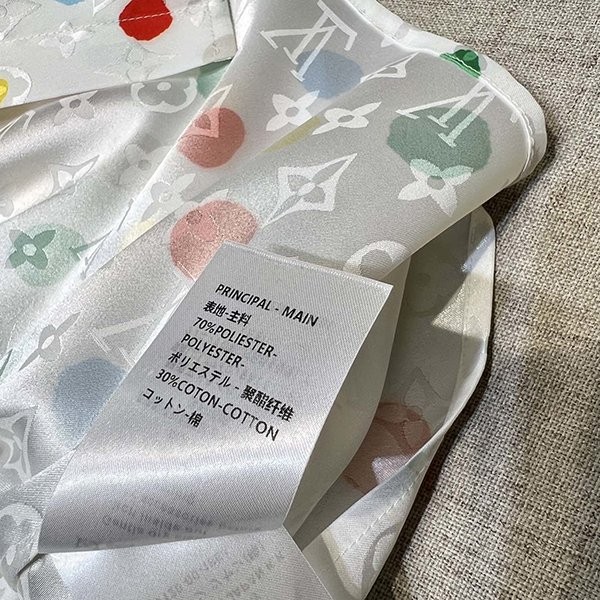 PRINCIPAL - MAIN
表地-主料
70%POLIESTER-
POLYESTER-
ポリエステル - 聚酯纤维
30%COTON-COTTON
コットン-棉